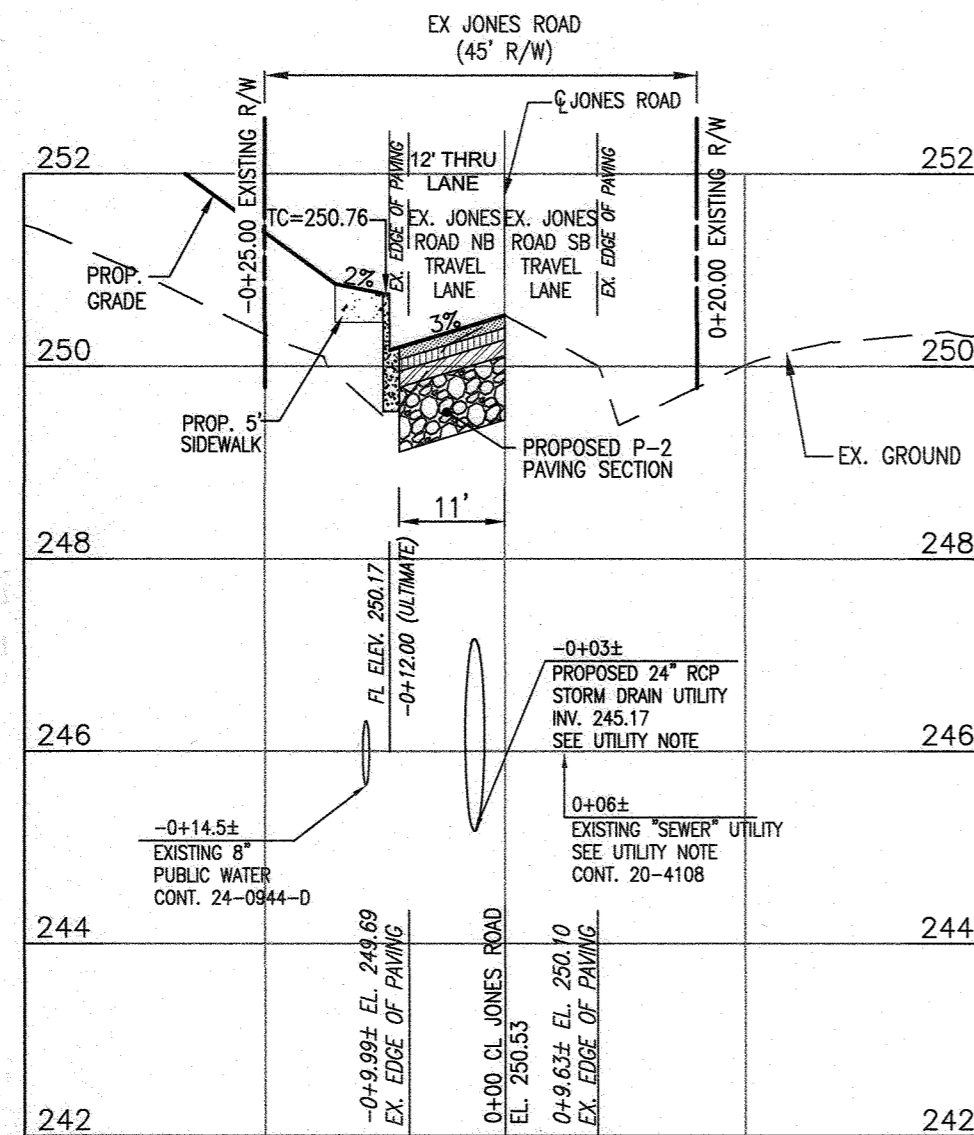 EX JONES ROAD
(45' R/W)
℄ JONES ROAD
-0+25.00 EXISTING R/W
0+20.00 EXISTING R/W
252
252
EX. EDGE OF PAVING
12' THRU
LANE
EX. EDGE OF PAVING
TC=250.76
EX. JONES
ROAD NB
TRAVEL
LANE
EX. JONES
ROAD SB
TRAVEL
LANE
PROP.
GRADE
2%
3%
250
250
PROP. 5'
SIDEWALK
PROPOSED P-2
PAVING SECTION
EX. GROUND
11'
248
248
FL ELEV. 250.17
-0+12.00 (ULTIMATE)
-0+03±
PROPOSED 24" RCP
STORM DRAIN UTILITY
INV. 245.17
SEE UTILITY NOTE
246
246
-0+14.5±
EXISTING 8"
PUBLIC WATER
CONT. 24-0944-D
0+06±
EXISTING "SEWER" UTILITY
SEE UTILITY NOTE
CONT. 20-4108
244
244
-0+9.99± EL. 249.69
EX. EDGE OF PAVING
0+00 CL JONES ROAD
EL. 250.53
0+9.63± EL. 250.10
EX. EDGE OF PAVING
242
242